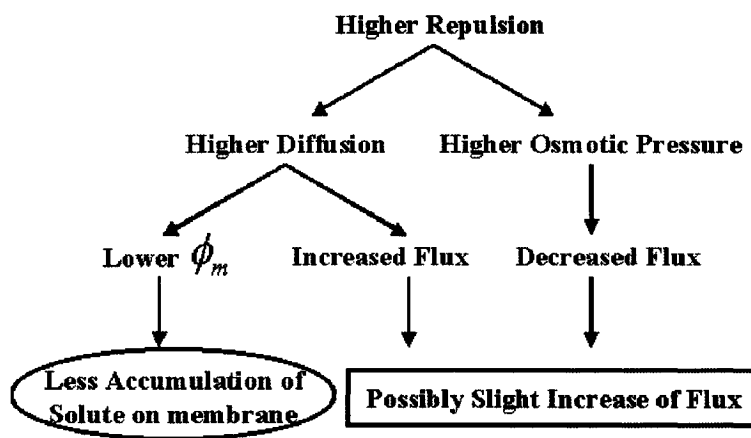 Higher Repulsion
Higher Diffusion
Higher Osmotic Pressure
Lower ϕm
Increased Flux
Decreased Flux
Less Accumulation of
Solute on membrane
Possibly Slight Increase of Flux